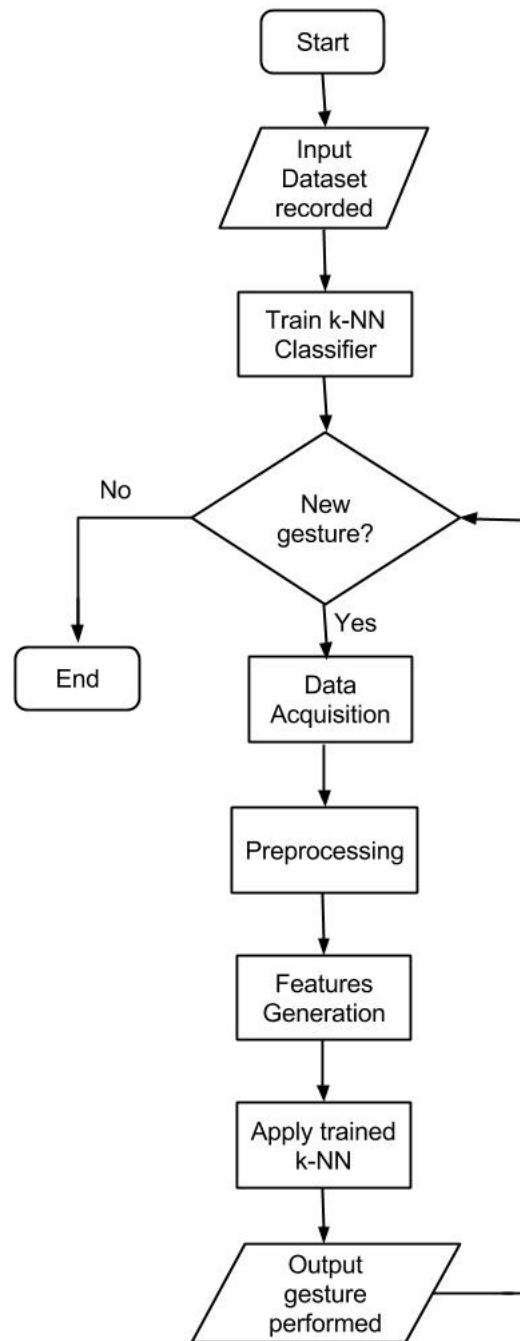 Start
Input
Dataset
recorded
Train k-NN
Classifier
New
gesture?
No
Yes
End
Data
Acquisition
Preprocessing
Features
Generation
Apply trained
k-NN
Output
gesture
performed